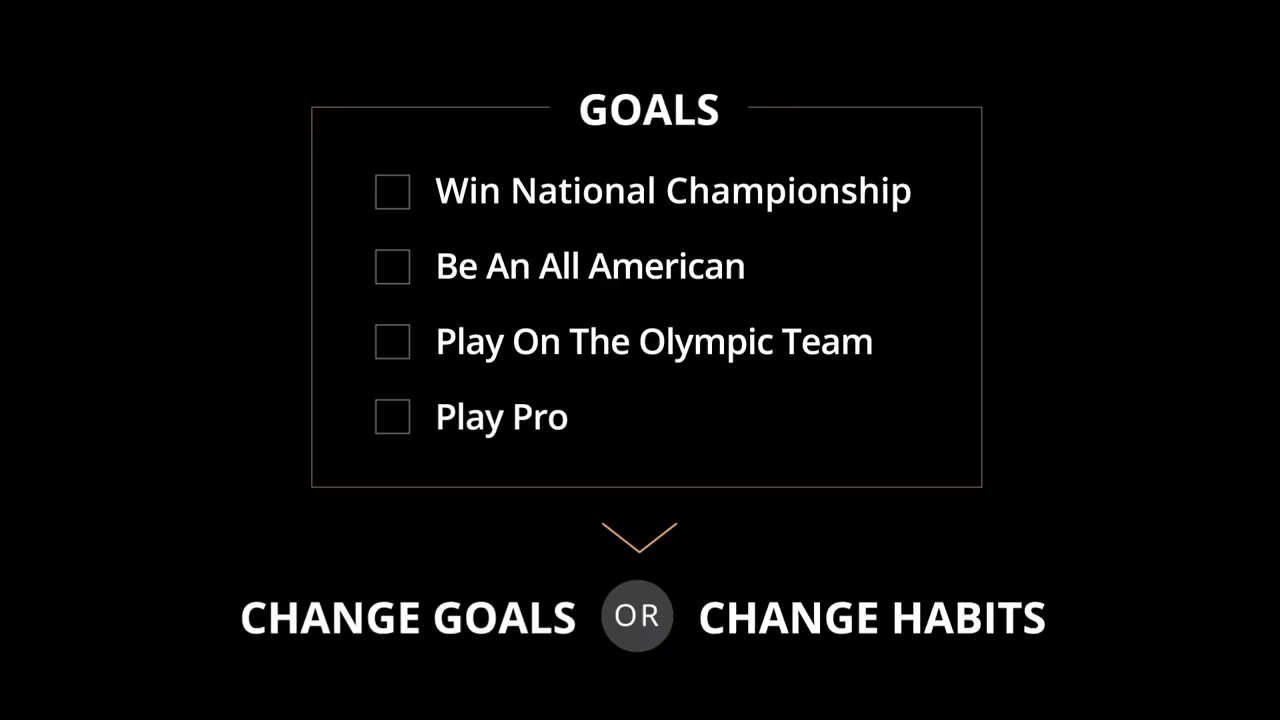 GOALS
Win National Championship
Be An All American
Play On The Olympic Team
Play Pro
CHANGE GOALS OR CHANGE HABITS